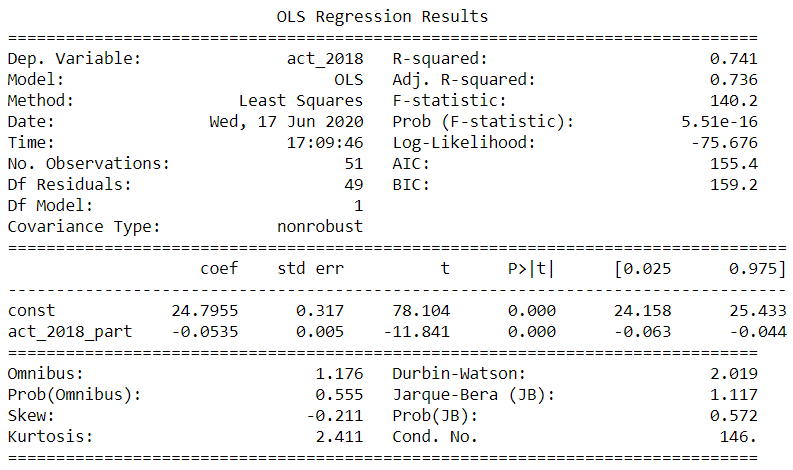 OLS Regression Results
==============================================================================
Dep. Variable: act_2018 R-squared: 0.741
Model: OLS Adj. R-squared: 0.736
Method: Least Squares F-statistic: 140.2
Date: Wed, 17 Jun 2020 Prob (F-statistic): 5.51e-16
Time: 17:09:46 Log-Likelihood: -75.676
No. Observations: 51 AIC: 155.4
Df Residuals: 49 BIC: 159.2
Df Model: 1
Covariance Type: nonrobust
=================================================================================
coef std err t P>|t| [0.025 0.975]
---------------------------------------------------------------------------------
const 24.7955 0.317 78.104 0.000 24.158 25.433
act_2018_part -0.0535 0.005 -11.841 0.000 -0.063 -0.044
==============================================================================
Omnibus: 1.176 Durbin-Watson: 2.019
Prob(Omnibus): 0.555 Jarque-Bera (JB): 1.117
Skew: -0.211 Prob(JB): 0.572
Kurtosis: 2.411 Cond. No. 146.
==============================================================================